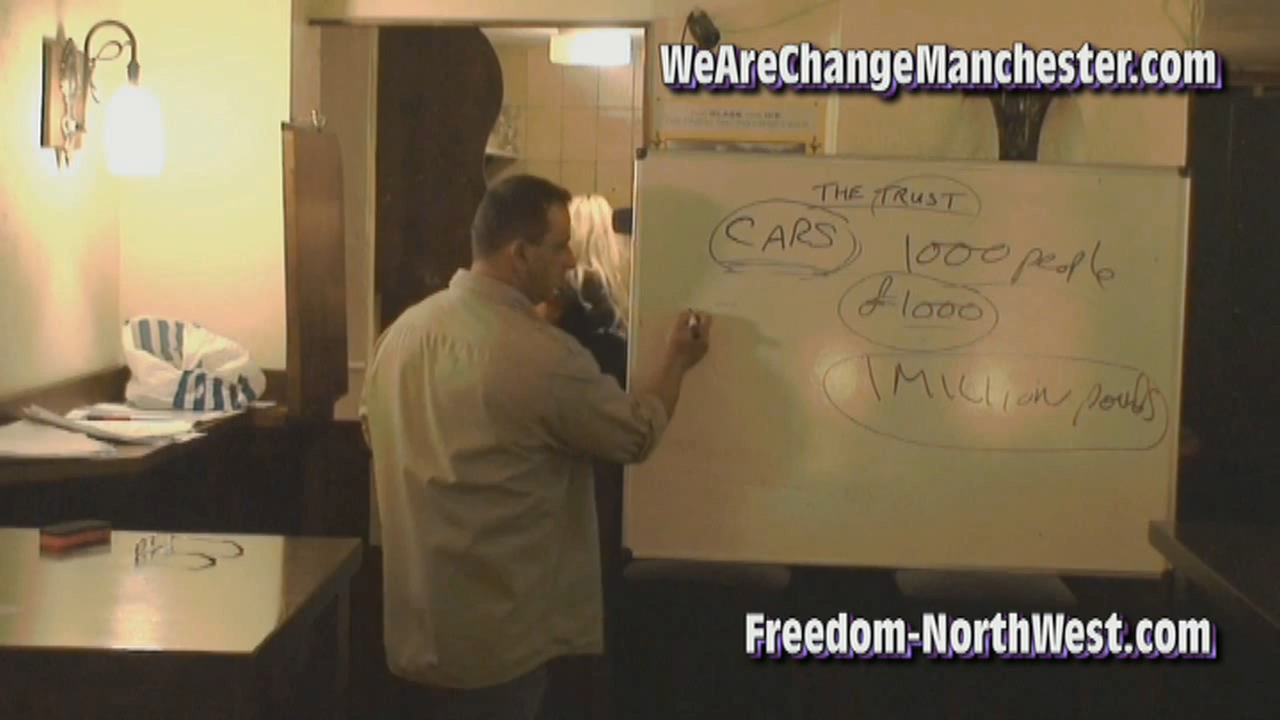 WeAreChangeManchester.com
THE TRUST
CARS
1000 people
£1000
1 MILLION pounds
Freedom-NorthWest.com